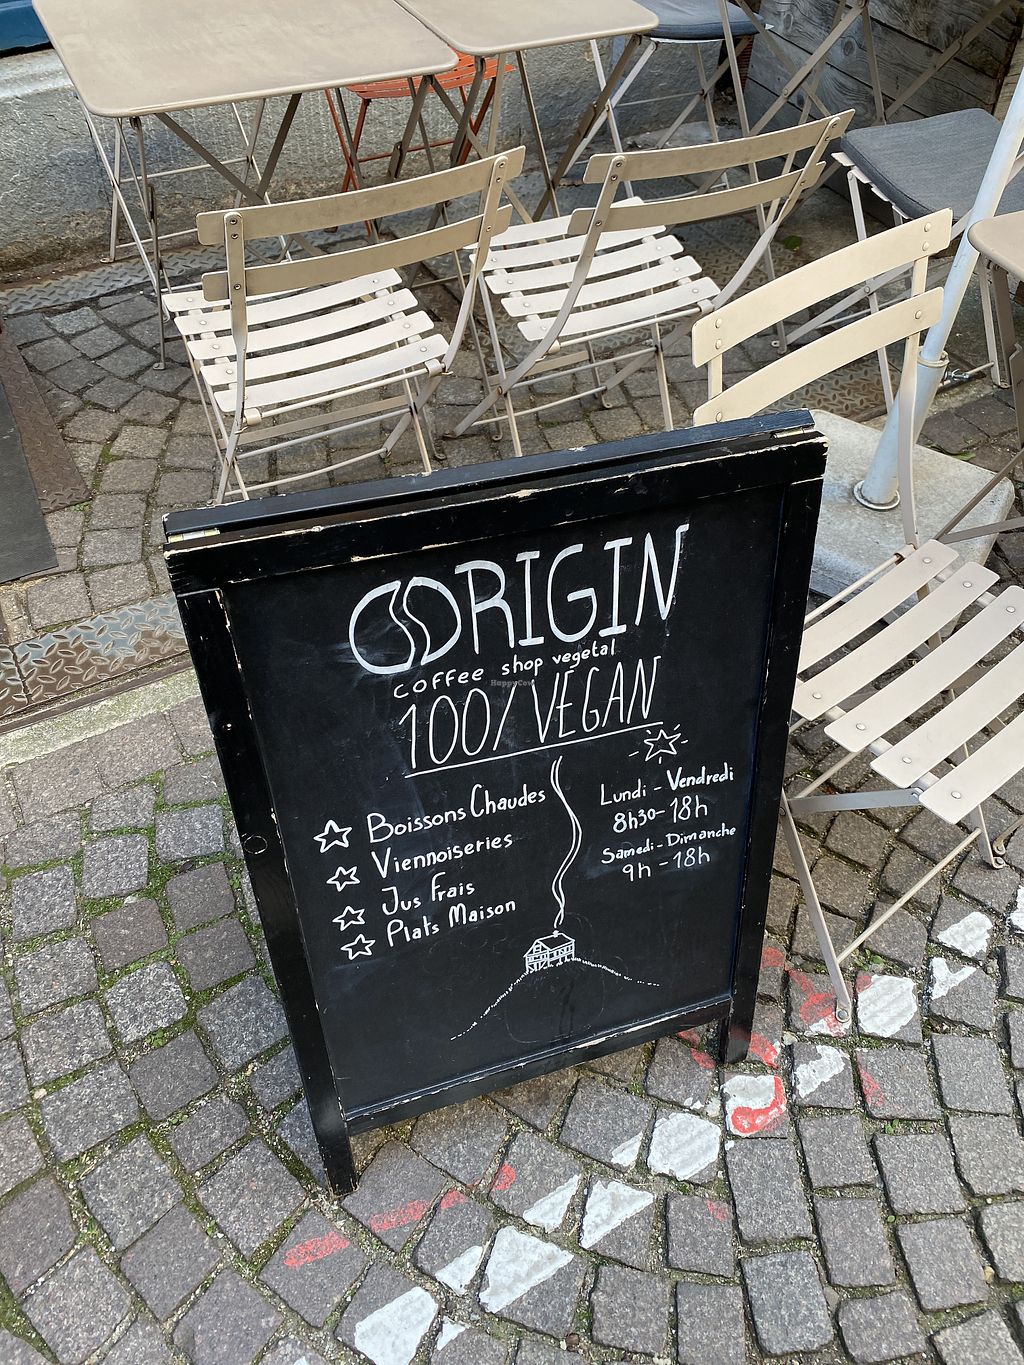 ORIGIN
coffee shop vegetal
100% VEGAN
Boissons Chaudes
Viennoiseries
Jus Frais
Plats Maison
Lundi - Vendredi
8h30 - 18h
Samedi - Dimanche
9h - 18h
HappyCow